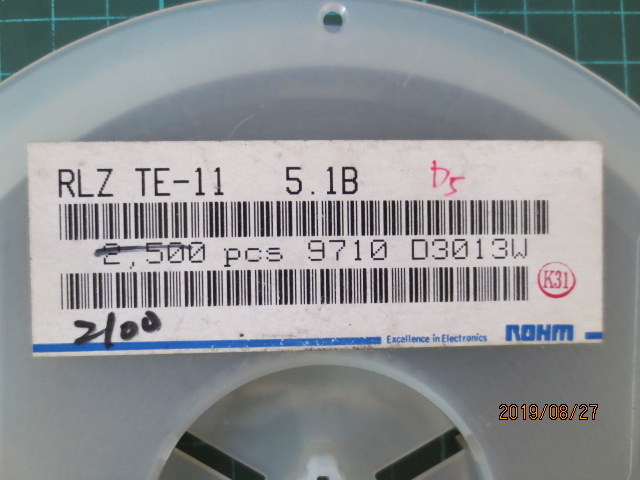 RLZ TE-11 5.1B D5
2,500 pcs 9710 D3013W
K31
2100
Excellence in Electronics ROHM
2019/08/27